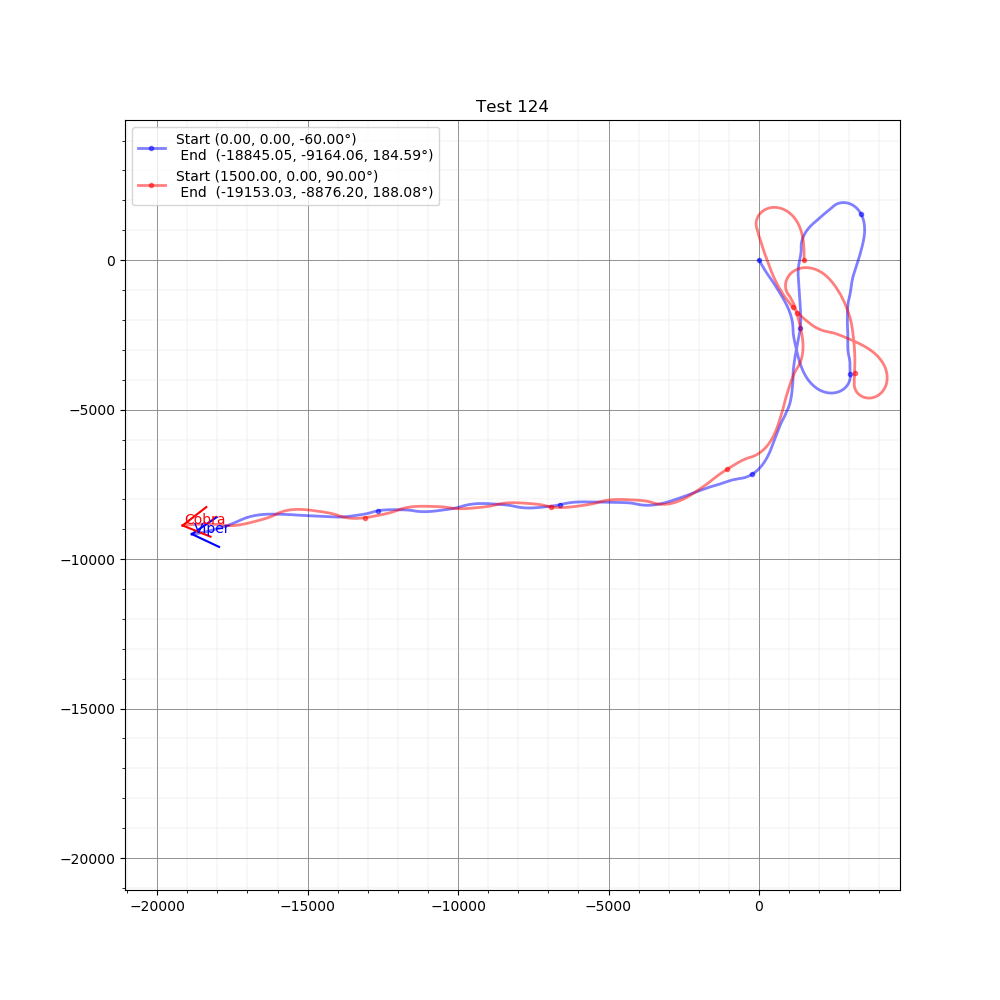 Test 124
Start (0.00, 0.00, -60.00°)
End (-18845.05, -9164.06, 184.59°)
Start (1500.00, 0.00, 90.00°)
End (-19153.03, -8876.20, 188.08°)
0
−5000
−10000
−15000
−20000
Cobra
Viper
−20000 −15000 −10000 −5000 0